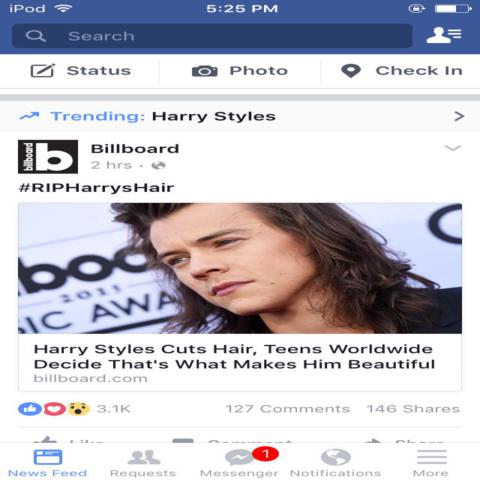 iPod 5:25 PM
Search
Status Photo Check In
Trending: Harry Styles
billboard b Billboard
2 hrs ·
#RIPHarrysHair
boa
2013
IC AWA
Harry Styles Cuts Hair, Teens Worldwide
Decide That's What Makes Him Beautiful
billboard.com
3.1K 127 Comments 146 Shares
Like Comment Share
1
News Feed Requests Messenger Notifications More